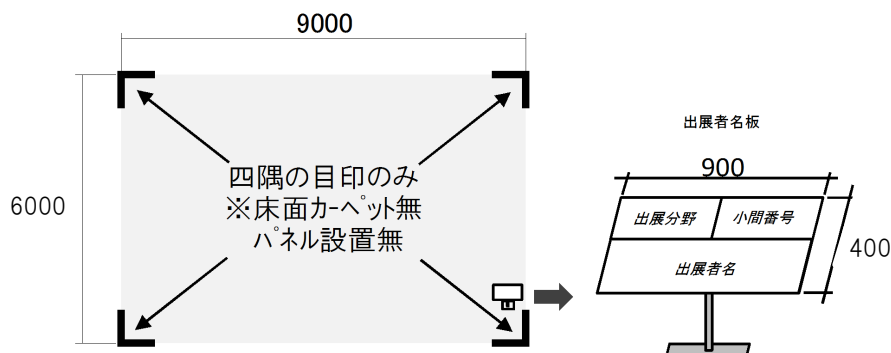 9000
6000
四隅の目印のみ
※床面カーペット無
パネル設置無
出展者名板
900
400
出展分野
小間番号
出展者名